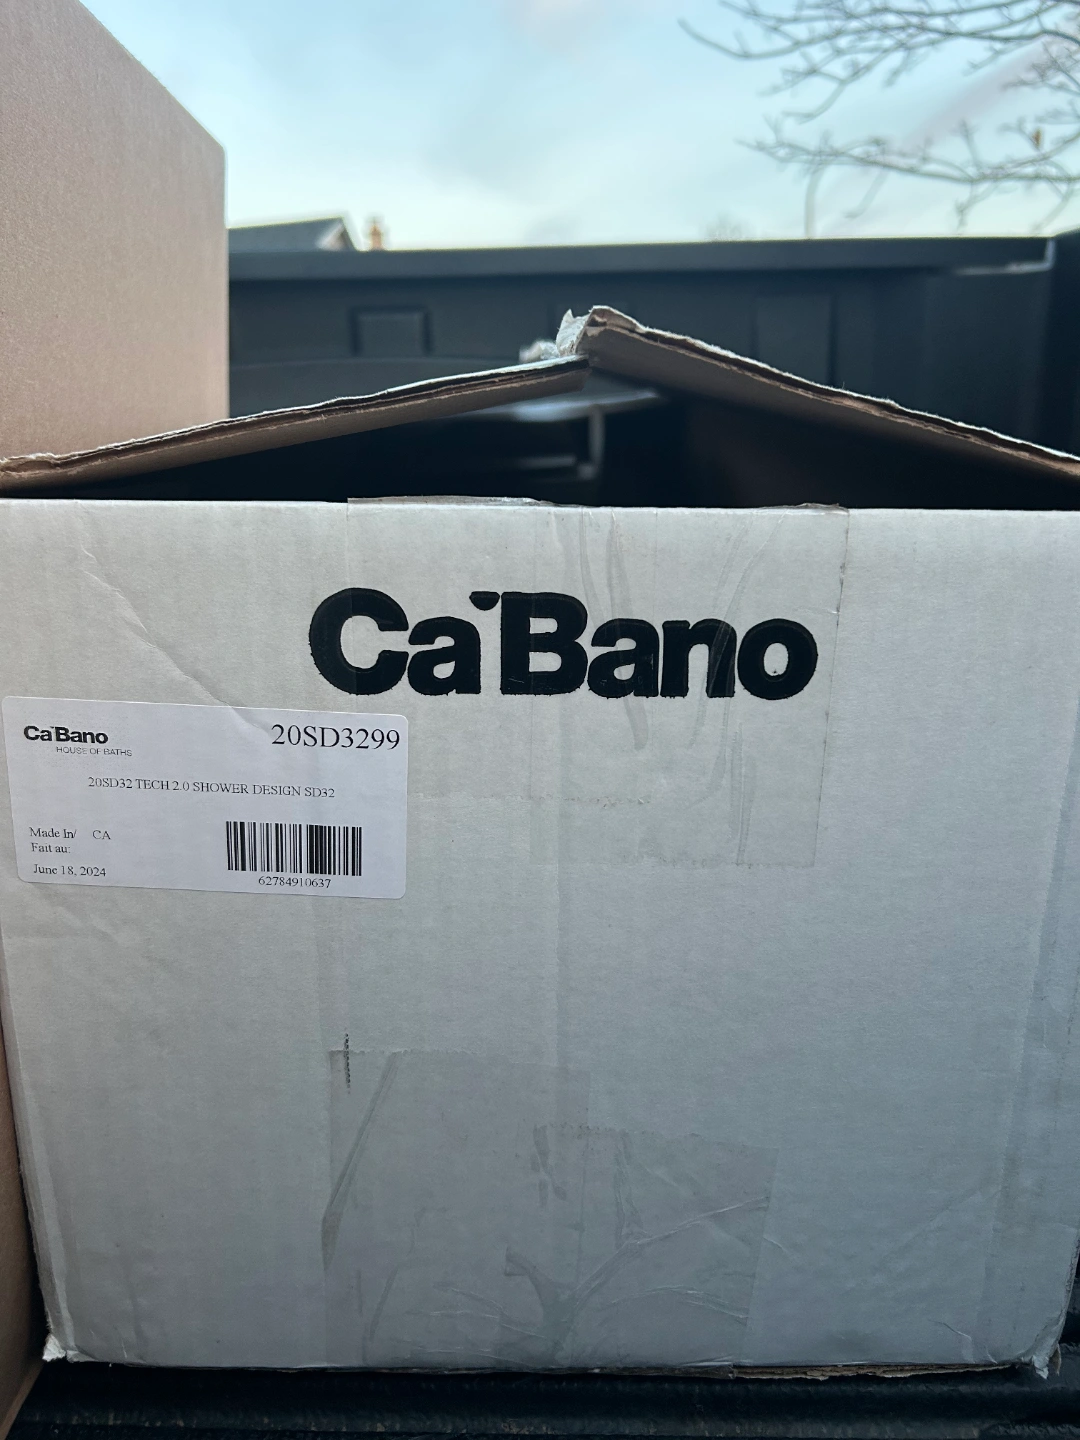 Ca'Bano
Ca'Bano
HOUSE OF BATHS
20SD3299
20SD32 TECH 2.0 SHOWER DESIGN SD32
Made In/ CA
Fait au:
June 18, 2024
62784910637